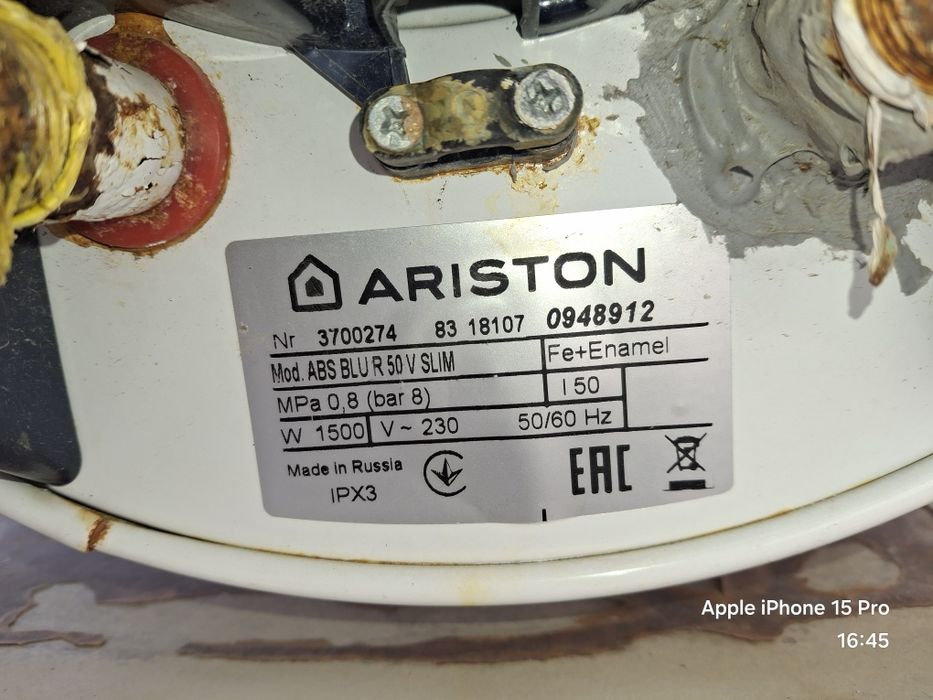 ARISTON
Nr 3700274 83 18107 0948912
Mod. ABS BLU R 50 V SLIM Fe+Enamel
MPa 0,8 (bar 8) l 50
W 1500 V~ 230 50/60 Hz
Made in Russia
IPX3
EAC
Apple iPhone 15 Pro
16:45